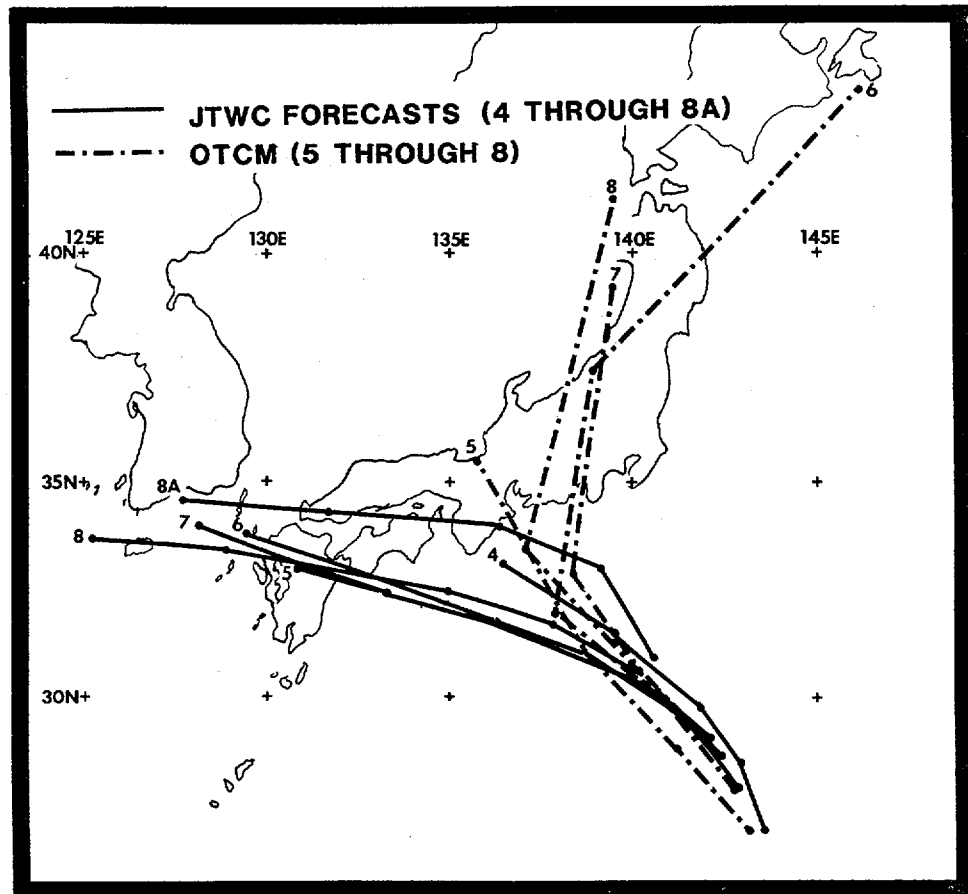 JTWC FORECASTS (4 THROUGH 8A)
OTCM (5 THROUGH 8)
6
8
125E 130E 135E 140E 145E
40N
7
5
35N
8A
7
6
4
8
5
30N